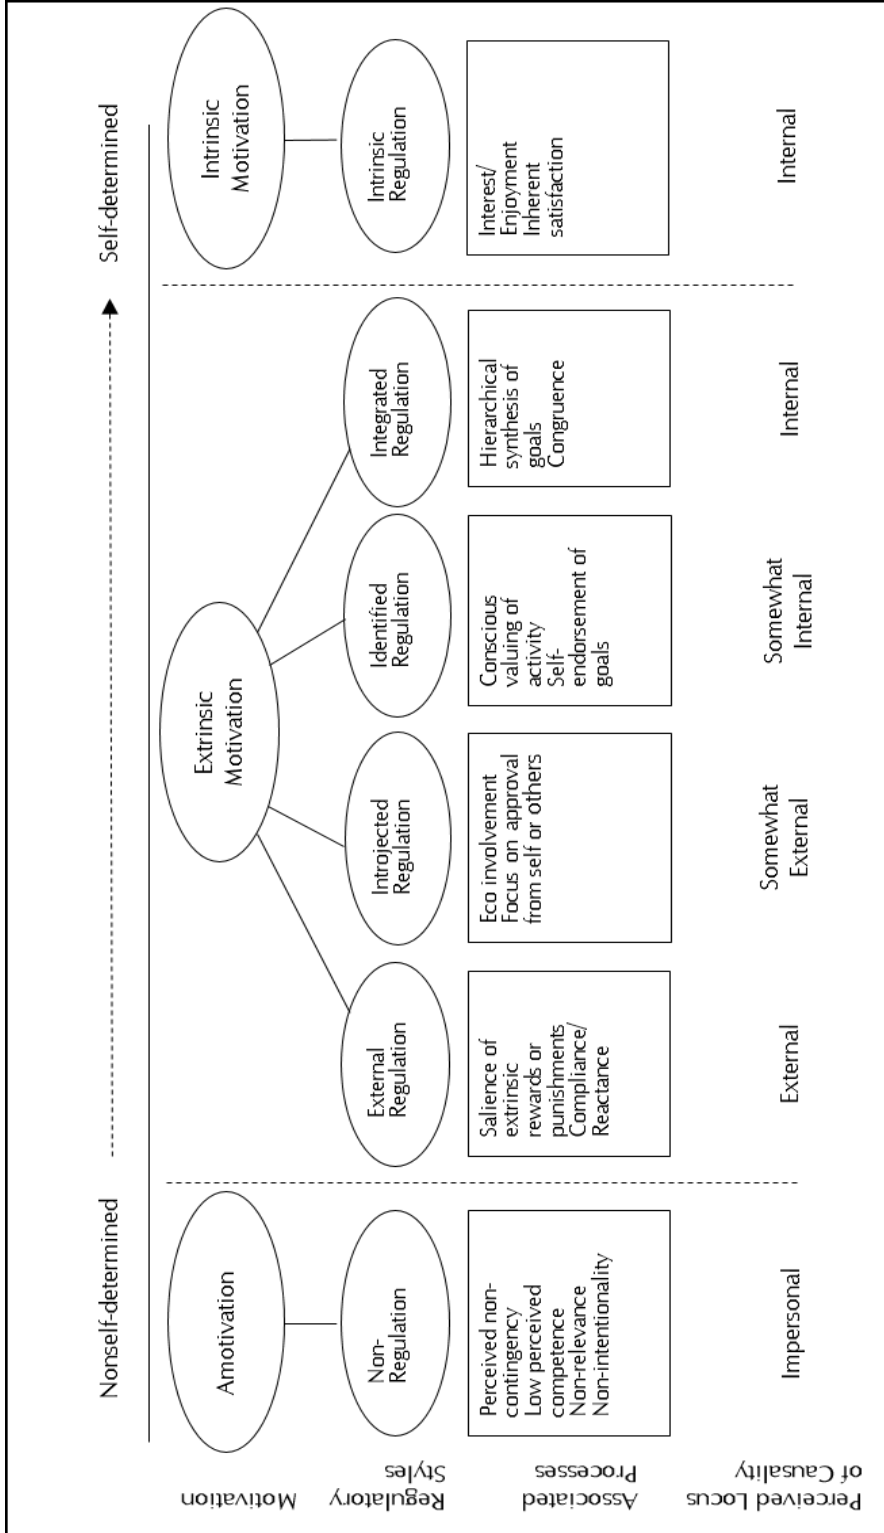 Nonself-determined
Self-determined
Motivation
Amotivation
Extrinsic
Motivation
Intrinsic
Motivation
Regulatory
Styles
Non-
Regulation
External
Regulation
Introjected
Regulation
Identified
Regulation
Integrated
Regulation
Intrinsic
Regulation
Associated
Processes
Perceived non-
contingency
Low perceived
competence
Non-relevance
Non-intentionality
Salience of
extrinsic
rewards or
punishments
Compliance/
Reactance
Eco involvement
Focus on approval
from self or others
Conscious
valuing of
activity
Self-
endorsement of
goals
Hierarchical
synthesis of
goals
Congruence
Interest/
Enjoyment
Inherent
satisfaction
Perceived Locus
of Causality
Impersonal
External
Somewhat
External
Somewhat
Internal
Internal
Internal